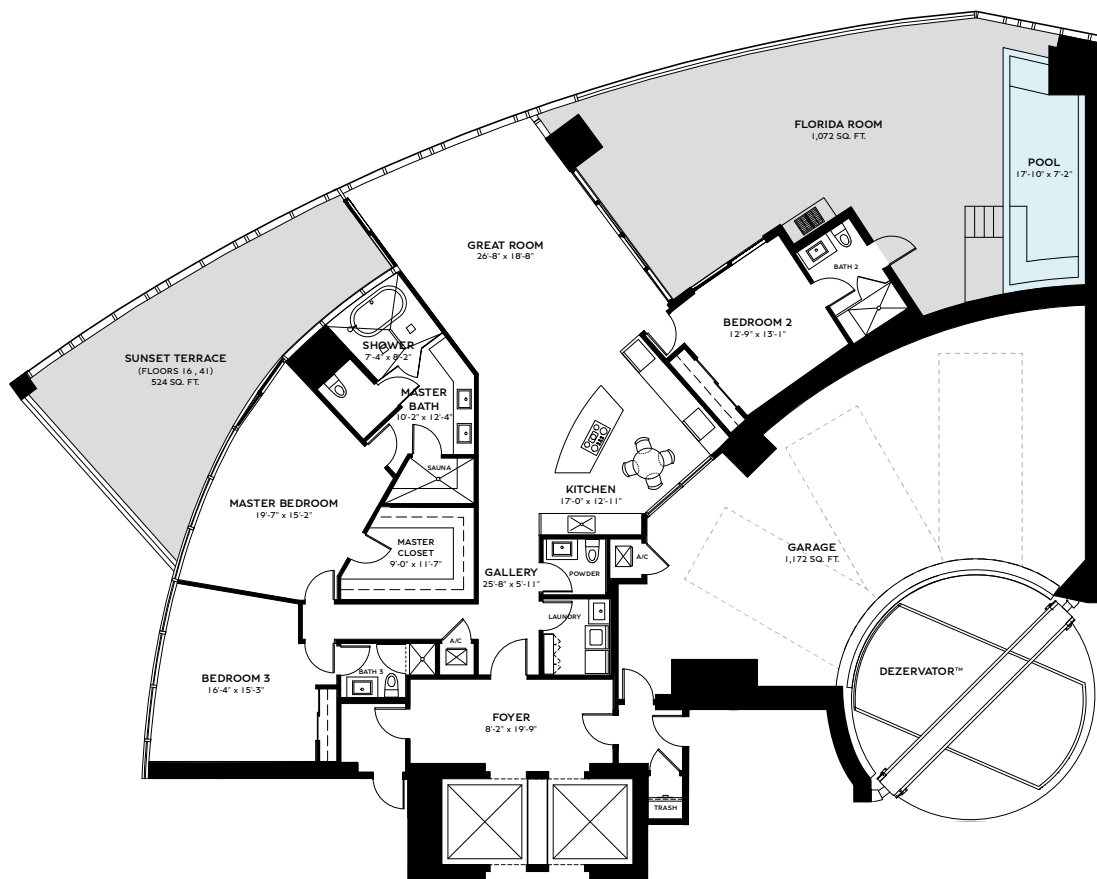 FLORIDA ROOM
1,072 SQ. FT.
POOL
17'-10" x 7'-2"
GREAT ROOM
26'-8" x 18'-8"
BATH 2
BEDROOM 2
12'-9" x 13'-1"
SHOWER
7'-4" x 8'-2"
SUNSET TERRACE
(FLOORS 16 , 41)
524 SQ. FT.
MASTER
BATH
10'-2" x 12'-4"
SAUNA
KITCHEN
17'-0" x 12'-11"
MASTER BEDROOM
19'-7" x 15'-2"
MASTER
CLOSET
9'-0" x 11'-7"
GARAGE
1,172 SQ. FT.
A/C
GALLERY
25'-8" x 5'-11"
POWDER
LAUNDRY
A/C
BATH 3
BEDROOM 3
16'-4" x 15'-3"
DEZERVATOR™
FOYER
8'-2" x 19'-9"
TRASH